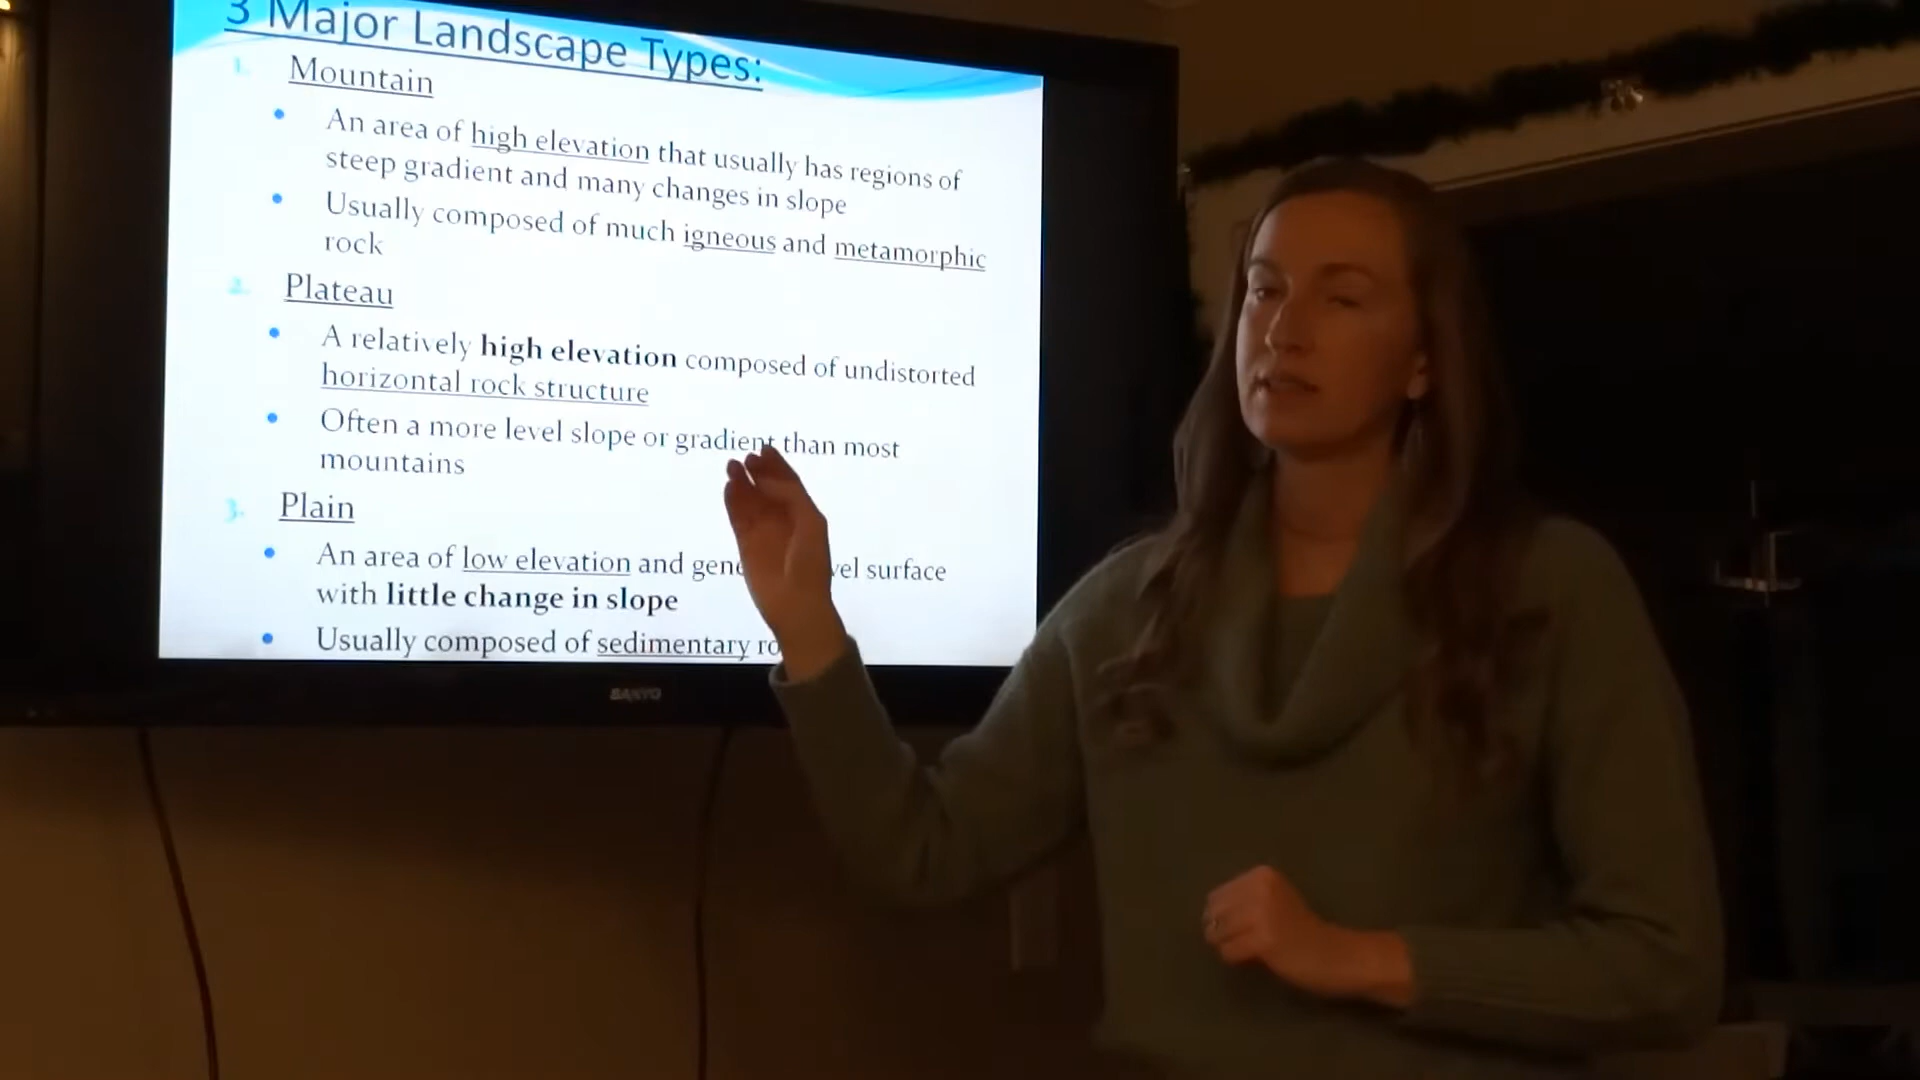 3 Major Landscape Types:
1. Mountain
• An area of high elevation that usually has regions of
steep gradient and many changes in slope
• Usually composed of much igneous and metamorphic
rock
2. Plateau
• A relatively high elevation composed of undistorted
horizontal rock structure
• Often a more level slope or gradient than most
mountains
3. Plain
• An area of low elevation and surface
with little change in slope
• Usually composed of sedimentary
SANYO